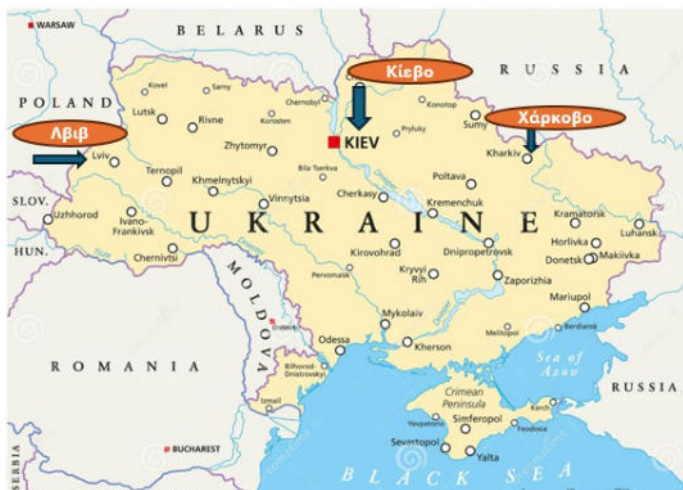 WARSAW
BELARUS
RUSSIA
POLAND
Κίεβο
Χάρκοβο
Λβιβ
Kovel
Sarny
Chernobyl
Konotop
Lutsk
Rivne
Korosten
Sumy
Pryluky
KIEV
Zhytomyr
Kharkiv
Lviv
Bila Tserkva
Ternopil
Khmelnytskyi
Poltava
Vinnytsia
Cherkasy
Kremenchuk
SLOV.
Uzhhorod
Ivano-
Frankivsk
UKRAINE
Kramatorsk
Luhansk
HUN.
Chernivtsi
Kirovohrad
Dnipropetrovsk
Horlivka
Donetsk
Makiivka
MOLDOVA
Pervomaisk
Kryvyi
Rih
Zaporizhia
Mariupol
Mykolaiv
Melitopol
Berdiansk
Odessa
Kherson
Sea of
Azov
ROMANIA
Bilhorod-
Dnistrovsky
RUSSIA
Izmail
Crimean
Peninsula
Kerch
Yevpatoria
Simferopol
Feodosia
BUCHAREST
Sevastopol
Yalta
SERBIA
BLACK SEA